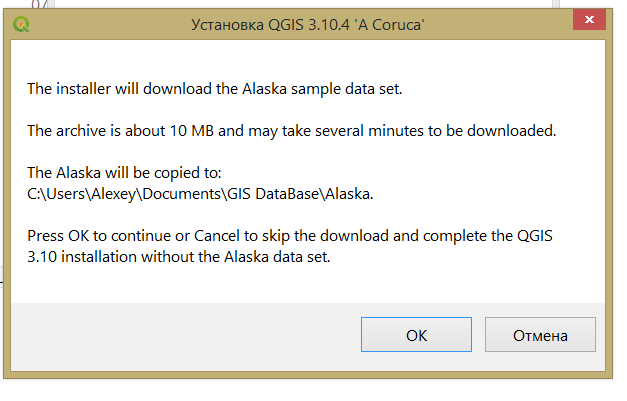 07
Установка QGIS 3.10.4 'A Coruca'
The installer will download the Alaska sample data set.
The archive is about 10 MB and may take several minutes to be downloaded.
The Alaska will be copied to:
C:\Users\Alexey\Documents\GIS DataBase\Alaska.
Press OK to continue or Cancel to skip the download and complete the QGIS
3.10 installation without the Alaska data set.
OK
Отмена